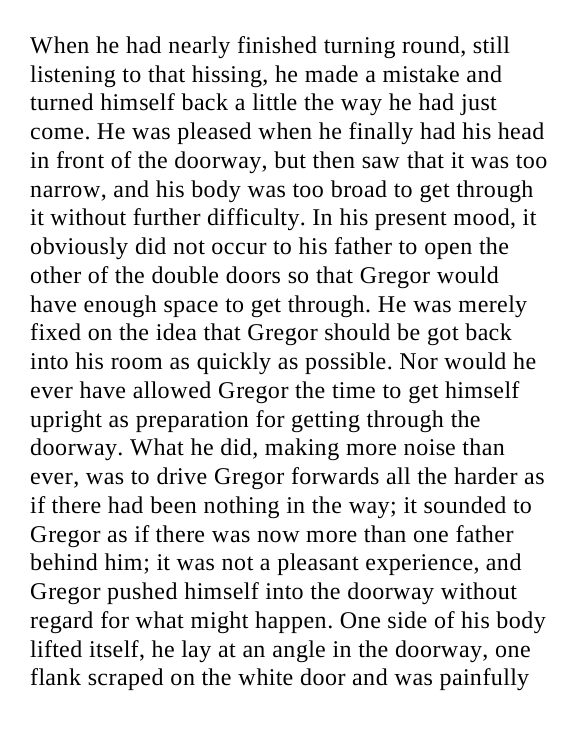 When he had nearly finished turning round, still
listening to that hissing, he made a mistake and
turned himself back a little the way he had just
come. He was pleased when he finally had his head
in front of the doorway, but then saw that it was too
narrow, and his body was too broad to get through
it without further difficulty. In his present mood, it
obviously did not occur to his father to open the
other of the double doors so that Gregor would
have enough space to get through. He was merely
fixed on the idea that Gregor should be got back
into his room as quickly as possible. Nor would he
ever have allowed Gregor the time to get himself
upright as preparation for getting through the
doorway. What he did, making more noise than
ever, was to drive Gregor forwards all the harder as
if there had been nothing in the way; it sounded to
Gregor as if there was now more than one father
behind him; it was not a pleasant experience, and
Gregor pushed himself into the doorway without
regard for what might happen. One side of his body
lifted itself, he lay at an angle in the doorway, one
flank scraped on the white door and was painfully